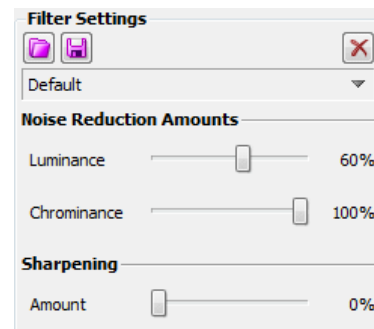 Filter Settings
Default
Noise Reduction Amounts
Luminance 60%
Chrominance 100%
Sharpening
Amount 0%